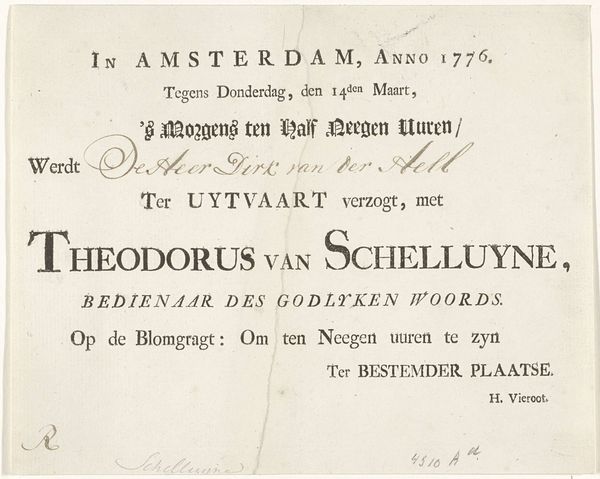 In AMSTERDAM, Anno 1776.
Tegens Donderdag, den 14den Maart,
's Morgens ten Half Neegen Uuren/
Werdt De Heer Dirk van der Aell
Ter UYTVAART verzogt, met
THEODORUS VAN SCHELLUYNE,
BEDIENAAR DES GODLYKEN WOORDS.
Op de Blomgragt: Om ten Neegen uuren te zyn
Ter BESTEMDER PLAATSE.
H. Vieroot.
R
Schelluyne
4310 A